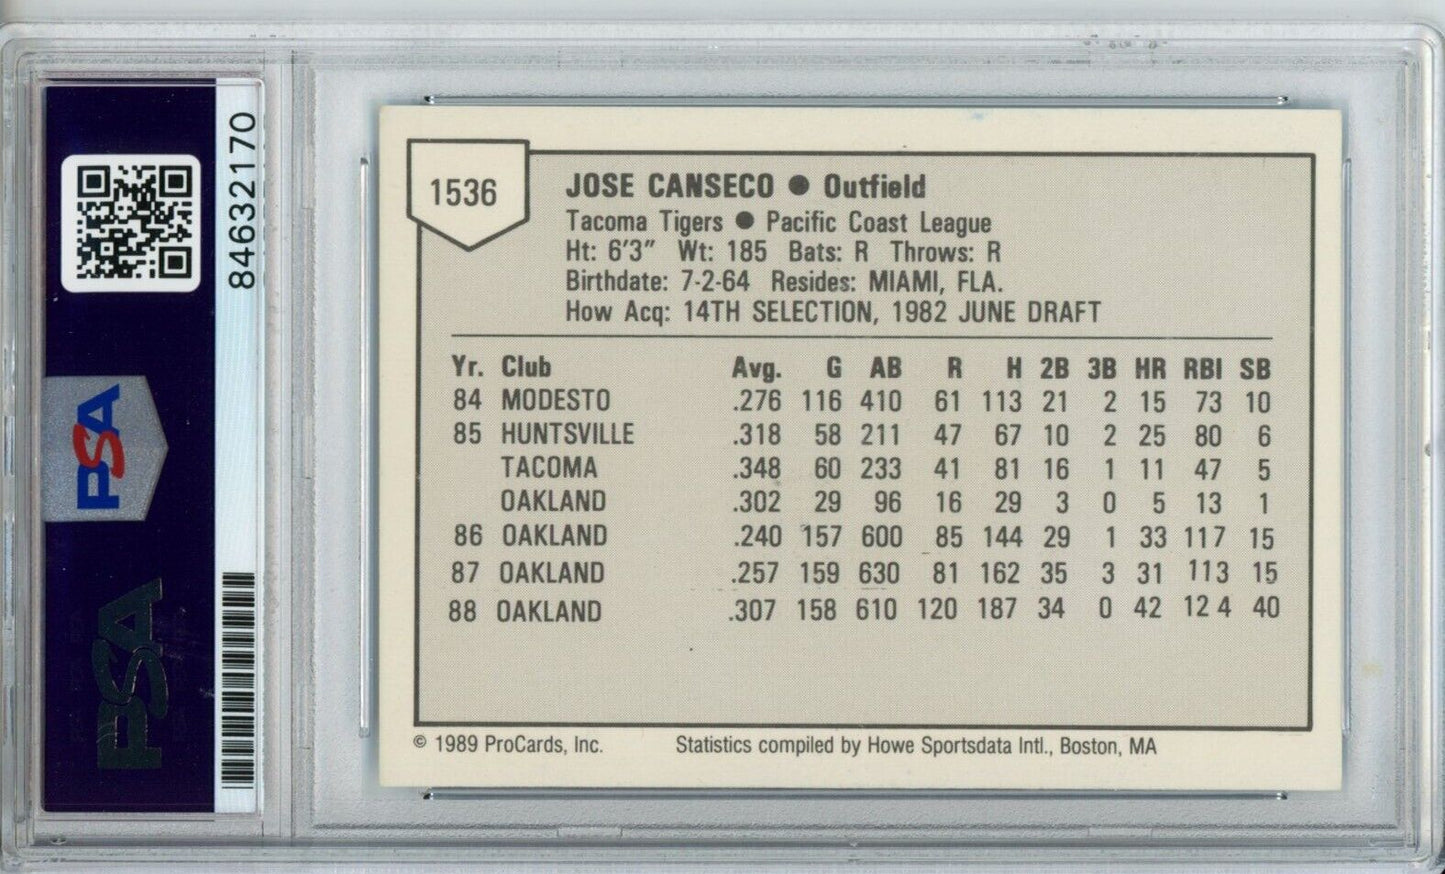 84632170
PSA
PSA
1536
JOSE CANSECO ● Outfield
Tacoma Tigers ● Pacific Coast League
Ht: 6'3" Wt: 185 Bats: R Throws: R
Birthdate: 7-2-64 Resides: MIAMI, FLA.
How Acq: 14TH SELECTION, 1982 JUNE DRAFT
Yr. Club Avg. G AB R H 2B 3B HR RBI SB
84 MODESTO .276 116 410 61 113 21 2 15 73 10
85 HUNTSVILLE .318 58 211 47 67 10 2 25 80 6
TACOMA .348 60 233 41 81 16 1 11 47 5
OAKLAND .302 29 96 16 29 3 0 5 13 1
86 OAKLAND .240 157 600 85 144 29 1 33 117 15
87 OAKLAND .257 159 630 81 162 35 3 31 113 15
88 OAKLAND .307 158 610 120 187 34 0 42 12 4 40
© 1989 ProCards, Inc. Statistics compiled by Howe Sportsdata Intl., Boston, MA